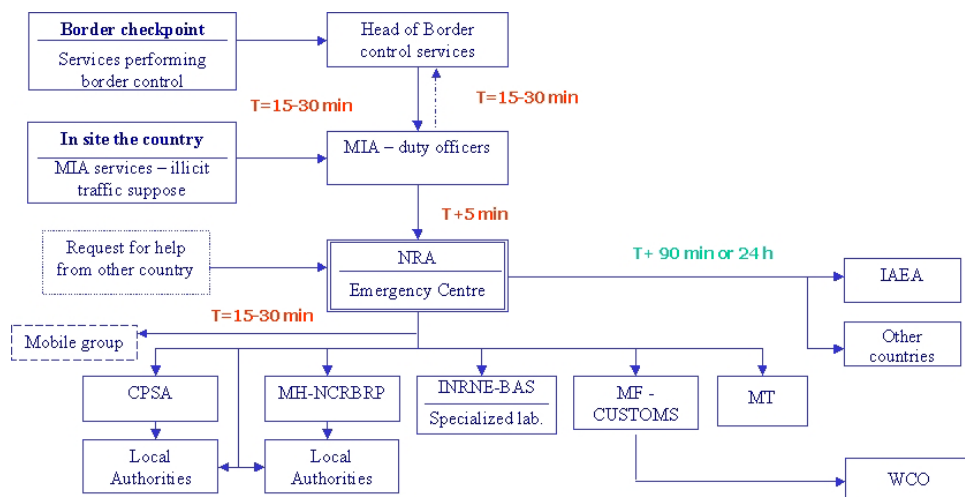 Border checkpoint
Services performing
border control
Head of Border
control services
T=15-30 min
T=15-30 min
In site the country
MIA services – illicit
traffic suppose
MIA – duty officers
T+5 min
Request for help
from other country
NRA
Emergency Centre
T+ 90 min or 24 h
IAEA
T=15-30 min
Mobile group
Other
countries
CPSA
MH-NCRBRP
INRNE-BAS
Specialized lab.
MF -
CUSTOMS
MT
Local
Authorities
Local
Authorities
WCO